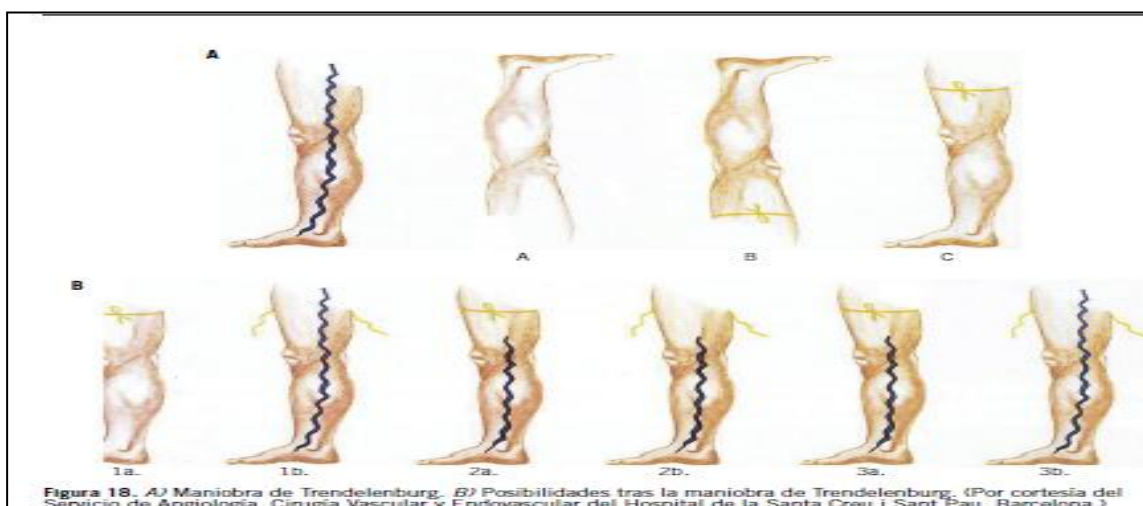 A
A B C
B
1a. 1b. 2a. 2b. 3a. 3b.
Figura 18. A) Maniobra de Trendelenburg. B) Posibilidades tras la maniobra de Trendelenburg. (Por cortesía del
Servicio de Angiología, Cirugía Vascular y Endovascular del Hospital de la Santa Creu i Sant Pau, Barcelona.)